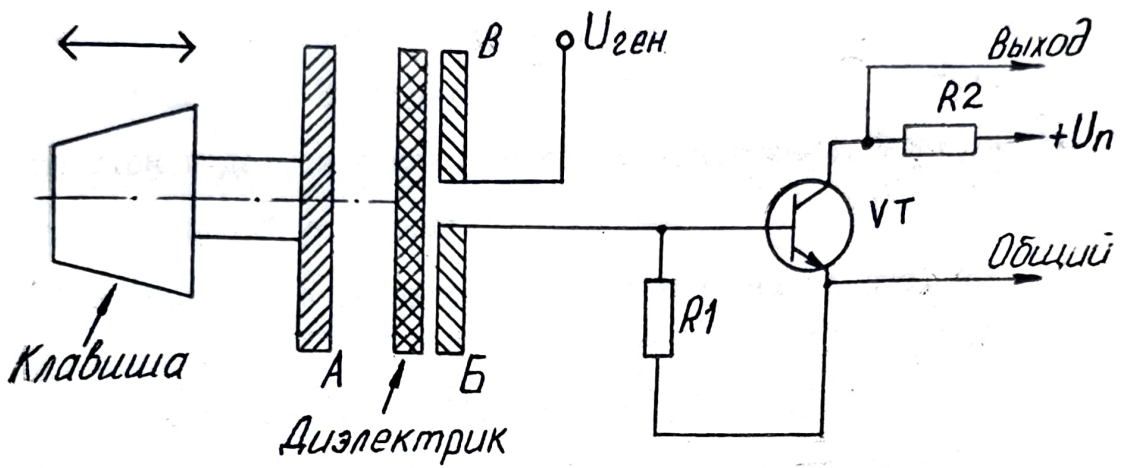 В
Uген.
Выход
R2
+Uп
VT
Общий
R1
Клавиша
А
Б
Диэлектрик